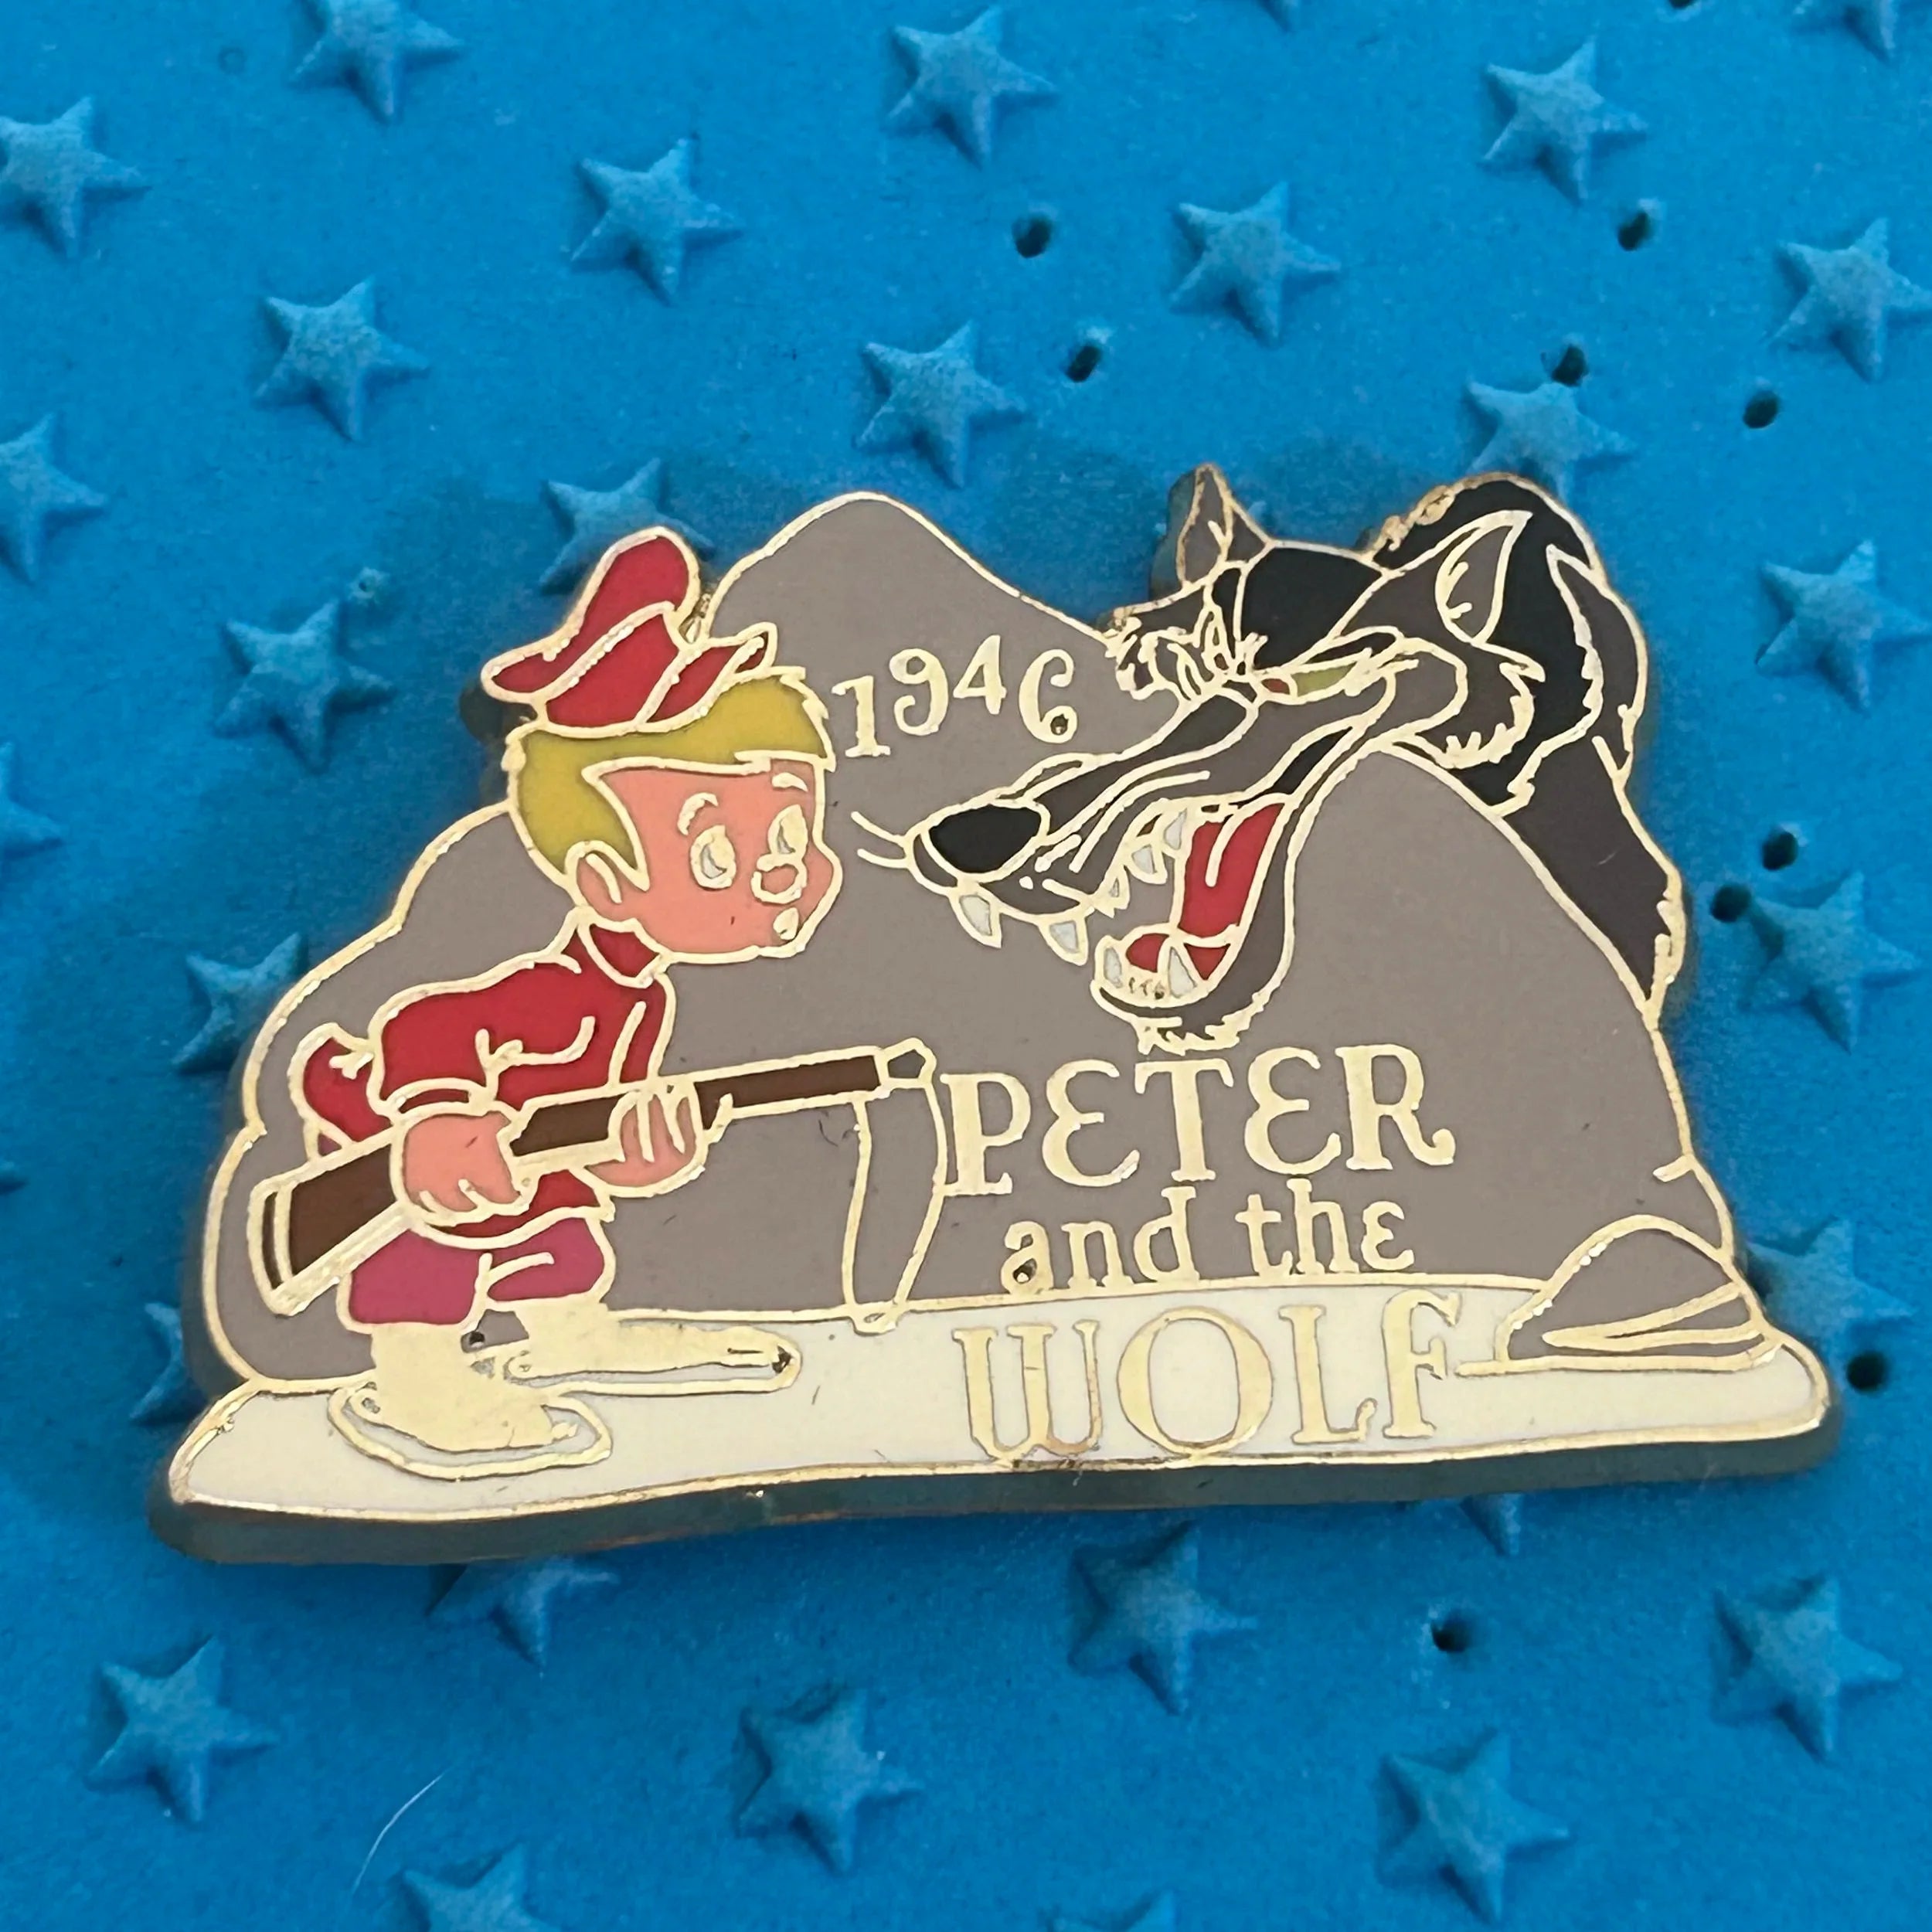 1946
PETER
and the
WOLF